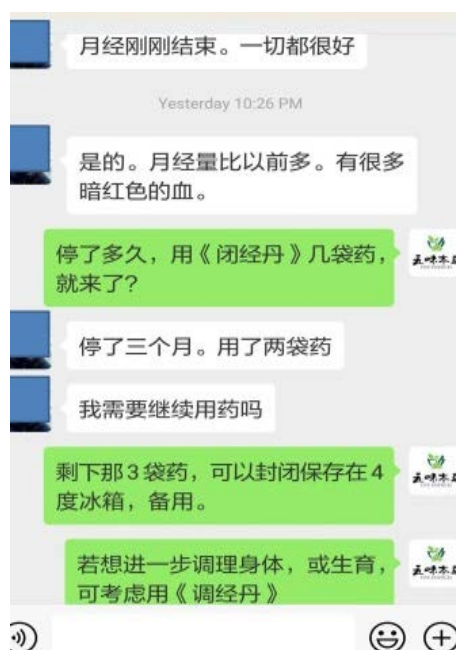 月经刚刚结束。一切都很好
Yesterday 10:26 PM
是的。月经量比以前多。有很多
暗红色的血。
停了多久，用《闭经丹》几袋药，
就来了?
停了三个月。用了两袋药
我需要继续用药吗
剩下那3袋药，可以封闭保存在4
度冰箱，备用。
若想进一步调理身体，或生育，
可考虑用《调经丹》